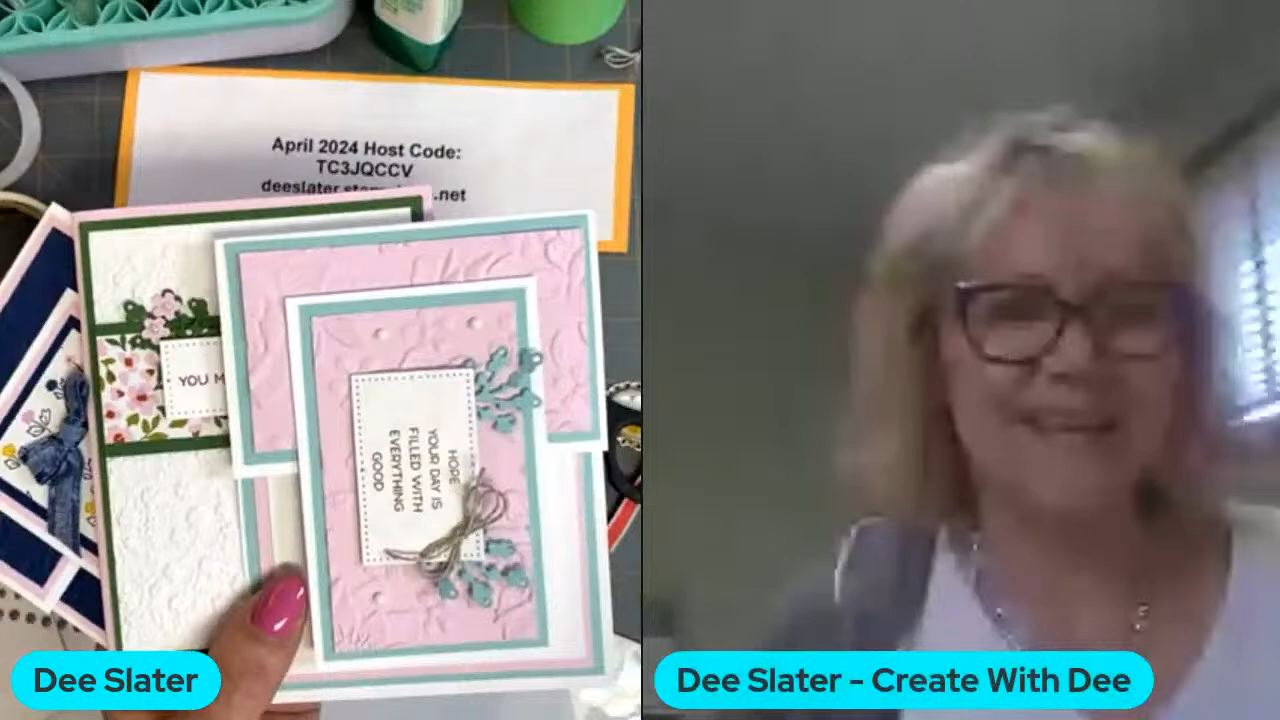 April 2024 Host Code:
TC3JQCCV
deeslater. .net
YOU M
HOPE
YOUR DAY IS
FILLED WITH
EVERYTHING
GOOD
Dee Slater
Dee Slater - Create With Dee